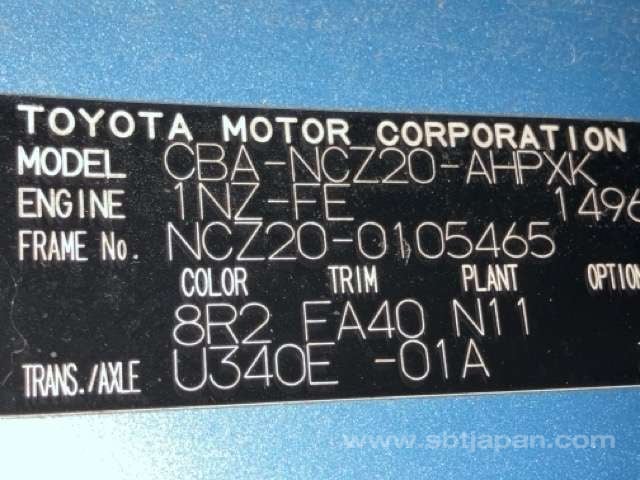 TOYOTA MOTOR CORPORATION
MODEL CBA-NCZ20-AHPXK
ENGINE 1NZ-FE 1496
FRAME No. NCZ20-0105465
COLOR TRIM PLANT OPTION
8R2 FA40 N11
TRANS./AXLE U340E -01A
www.sbtjapan.com